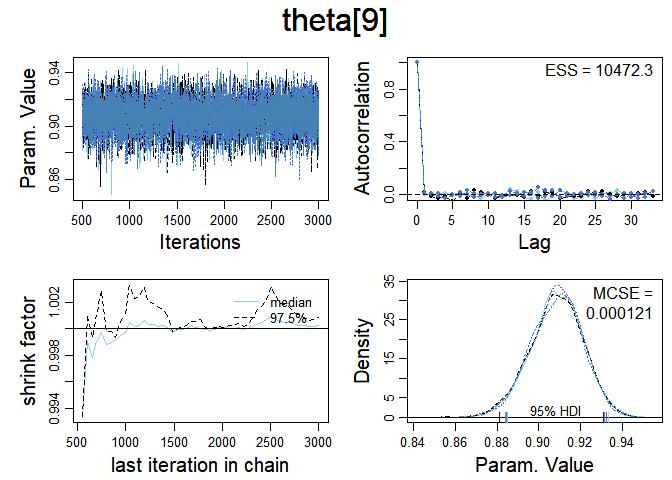 theta[9]
Param. Value
0.86 0.90 0.94
500 1000 1500 2000 2500 3000
Iterations
Autocorrelation
0.0 0.4 0.8
ESS = 10472.3
0 5 10 15 20 25 30
Lag
shrink factor
0.994 0.998 1.002
median
97.5%
500 1000 1500 2000 2500 3000
last iteration in chain
Density
0 5 15 25 35
MCSE =
0.000121
95% HDI
0.84 0.86 0.88 0.90 0.92 0.94
Param. Value